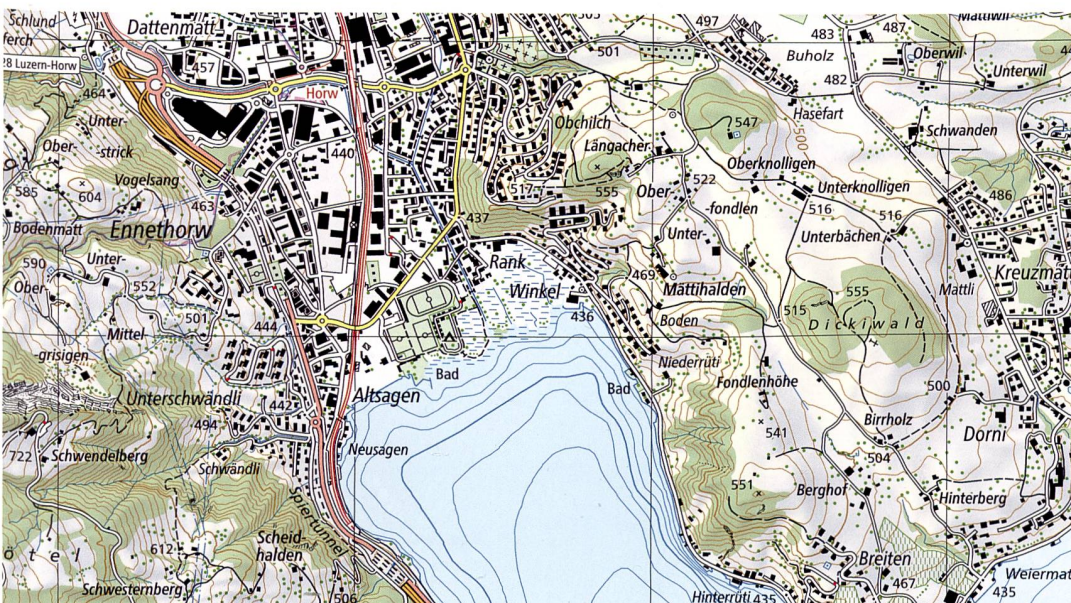 Schlund
Dattenmatt
505
497
Mattiwil
ferch
501
483
487
Buholz
Oberwil
28 Luzern-Horw
457
482
Unterwil
464
Horw
Hasefart
Unter-
Obchilch
547
500
Schwanden
Ober-
-strick
440
Längacher
Oberknolligen
585
604
Vogelsang
517
555
Ober-
522
Unterknolligen
486
463
-fondlen
516
516
437
Bodenmatt
Ennethorw
Unter-
Unterbächen
590
Unter-
Rank
469
Kreuzmatt
Ober-
552
Winkel
Mattihalden
555
Mattli
501
436
515
Mittel-
444
Boden
Dickiwald
-grisigen
Bad
Niederrüti
Unterschwändli
Altsagen
Bad
Fondlenhöhe
500
442
Birrholz
494
541
Dorni
722
Schwendelberg
Neusagen
504
Schwändli
551
Berghof
Hinterberg
Spiertunnel
Scheid-
ötel
612
halden
Breiten
Schwesternberg
467
Weiermat
506
Hinterrüti
435
435